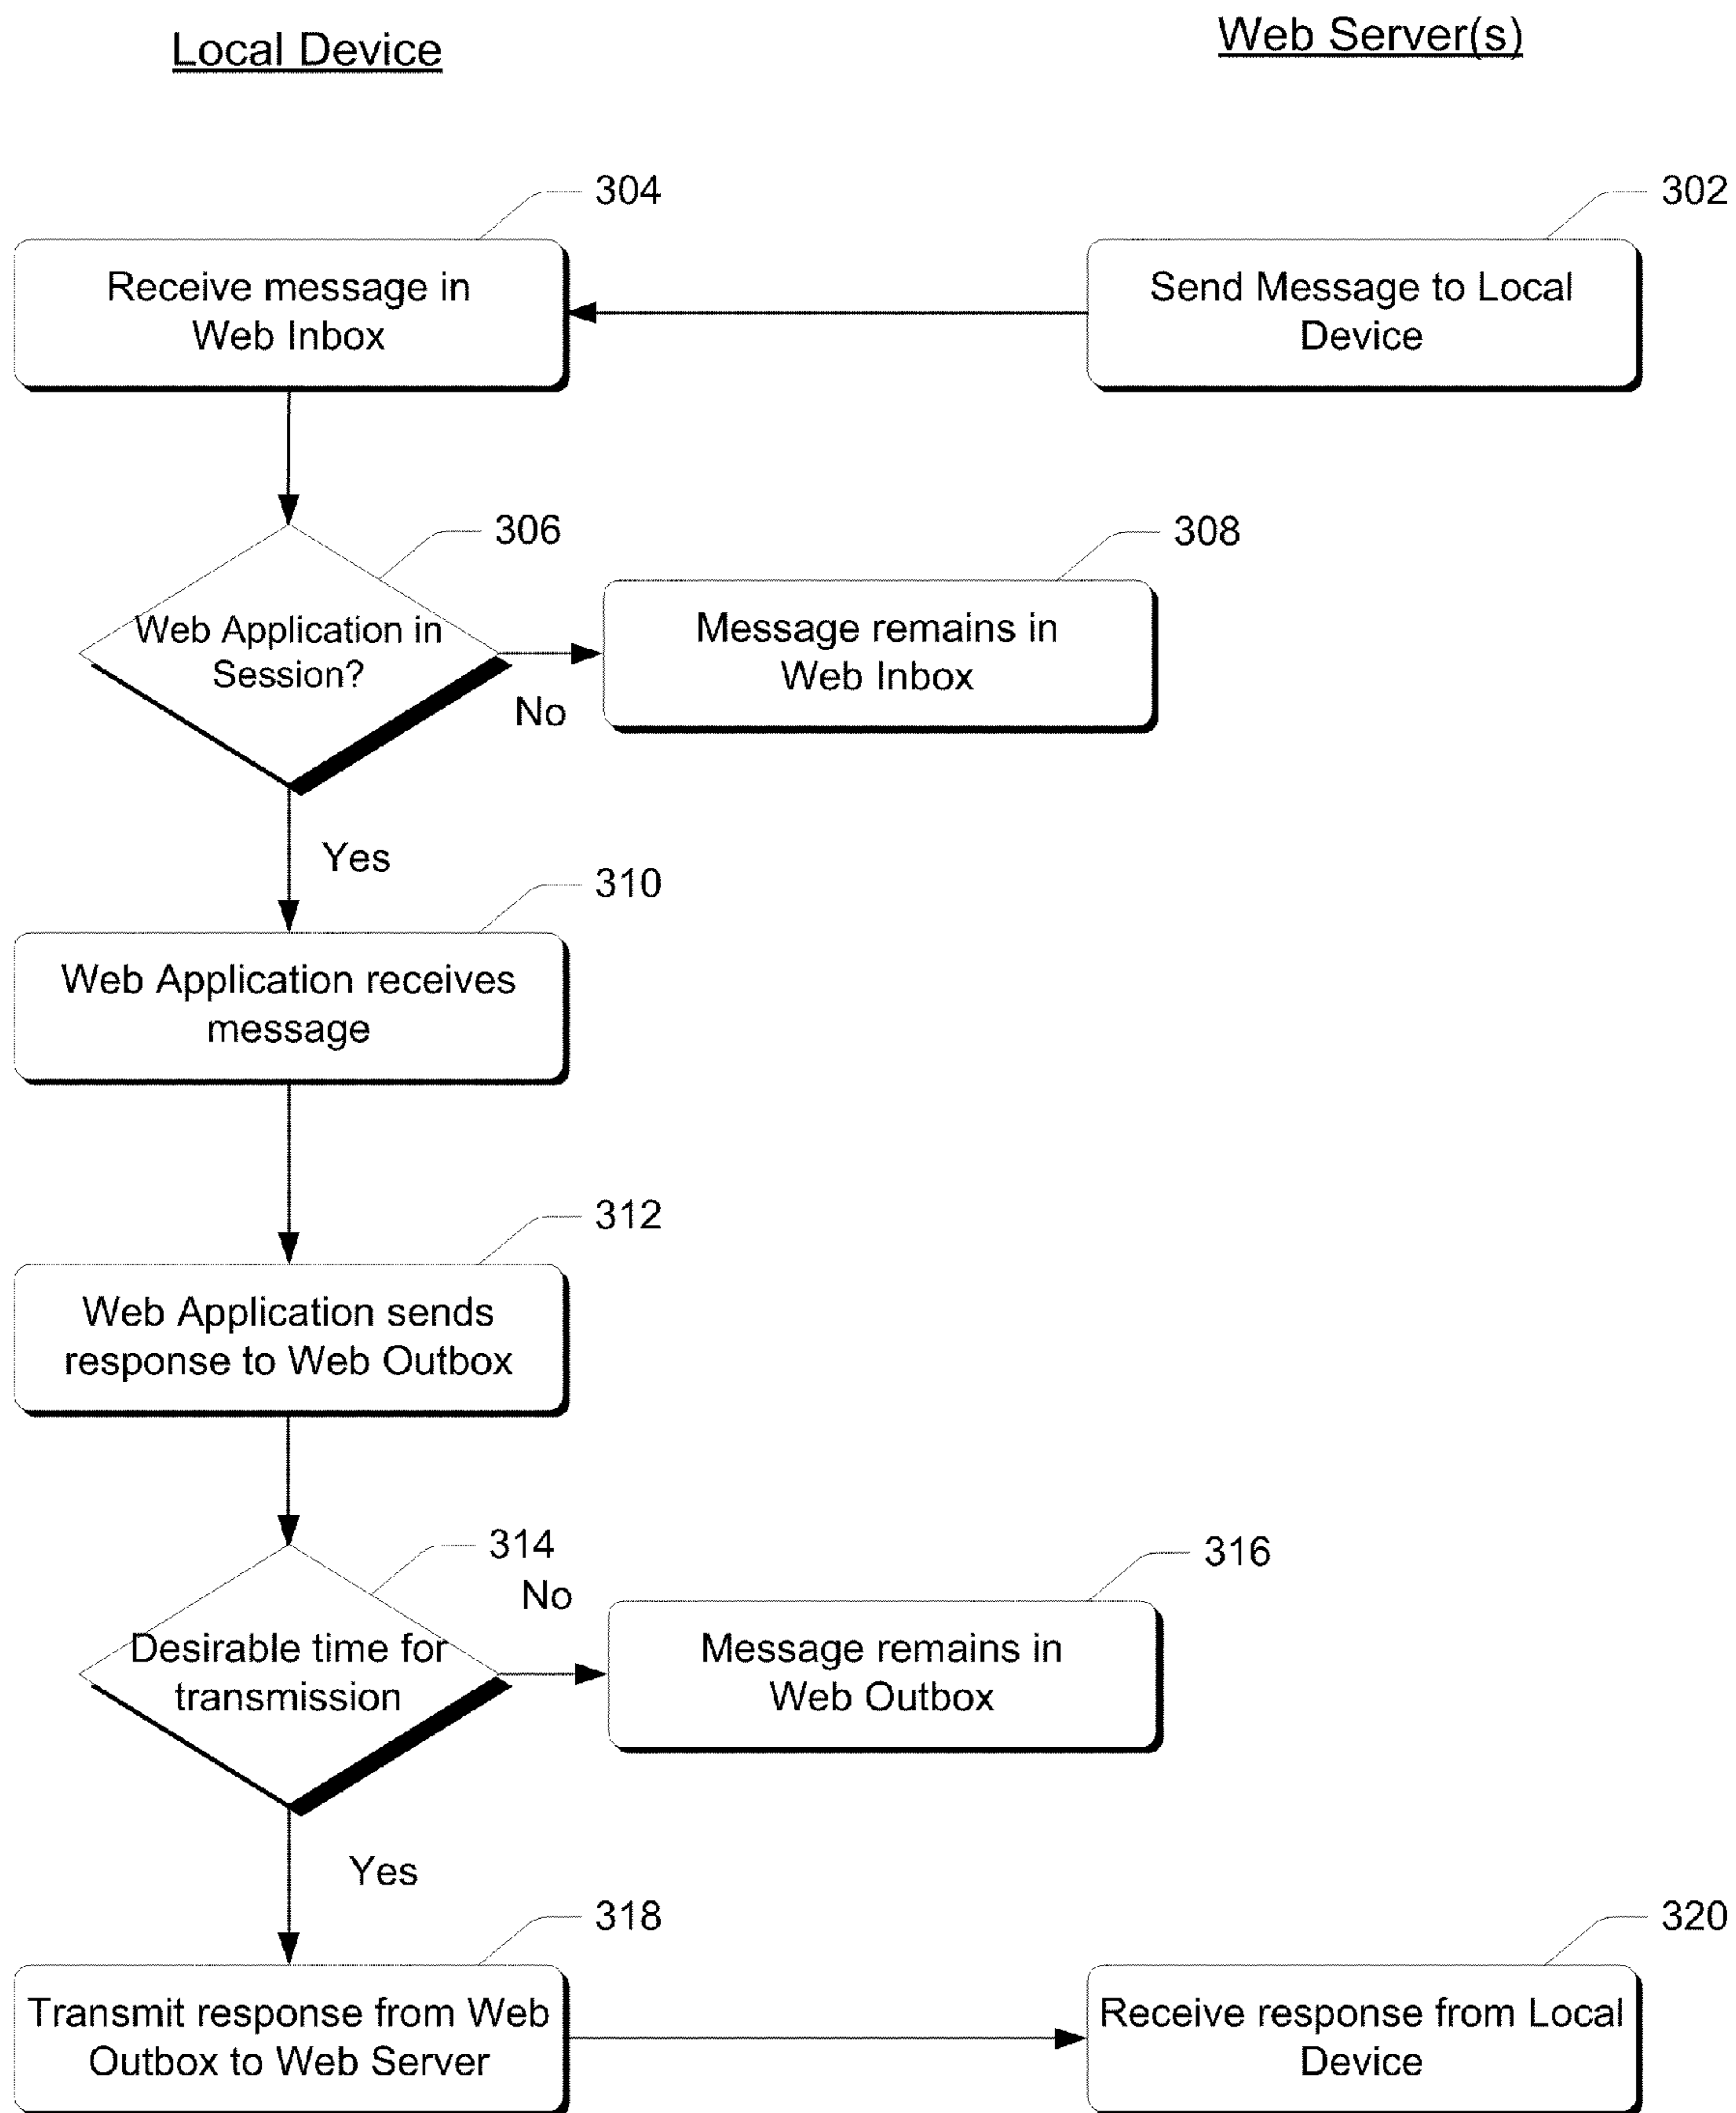 Local Device
Web Server(s)
304
302
Receive message in
Web Inbox
Send Message to Local
Device
306
308
Web Application in
Session?
Message remains in
Web Inbox
No
Yes
310
Web Application receives
message
312
Web Application sends
response to Web Outbox
314
316
No
Desirable time for
transmission
Message remains in
Web Outbox
Yes
318
320
Transmit response from Web
Outbox to Web Server
Receive response from Local
Device